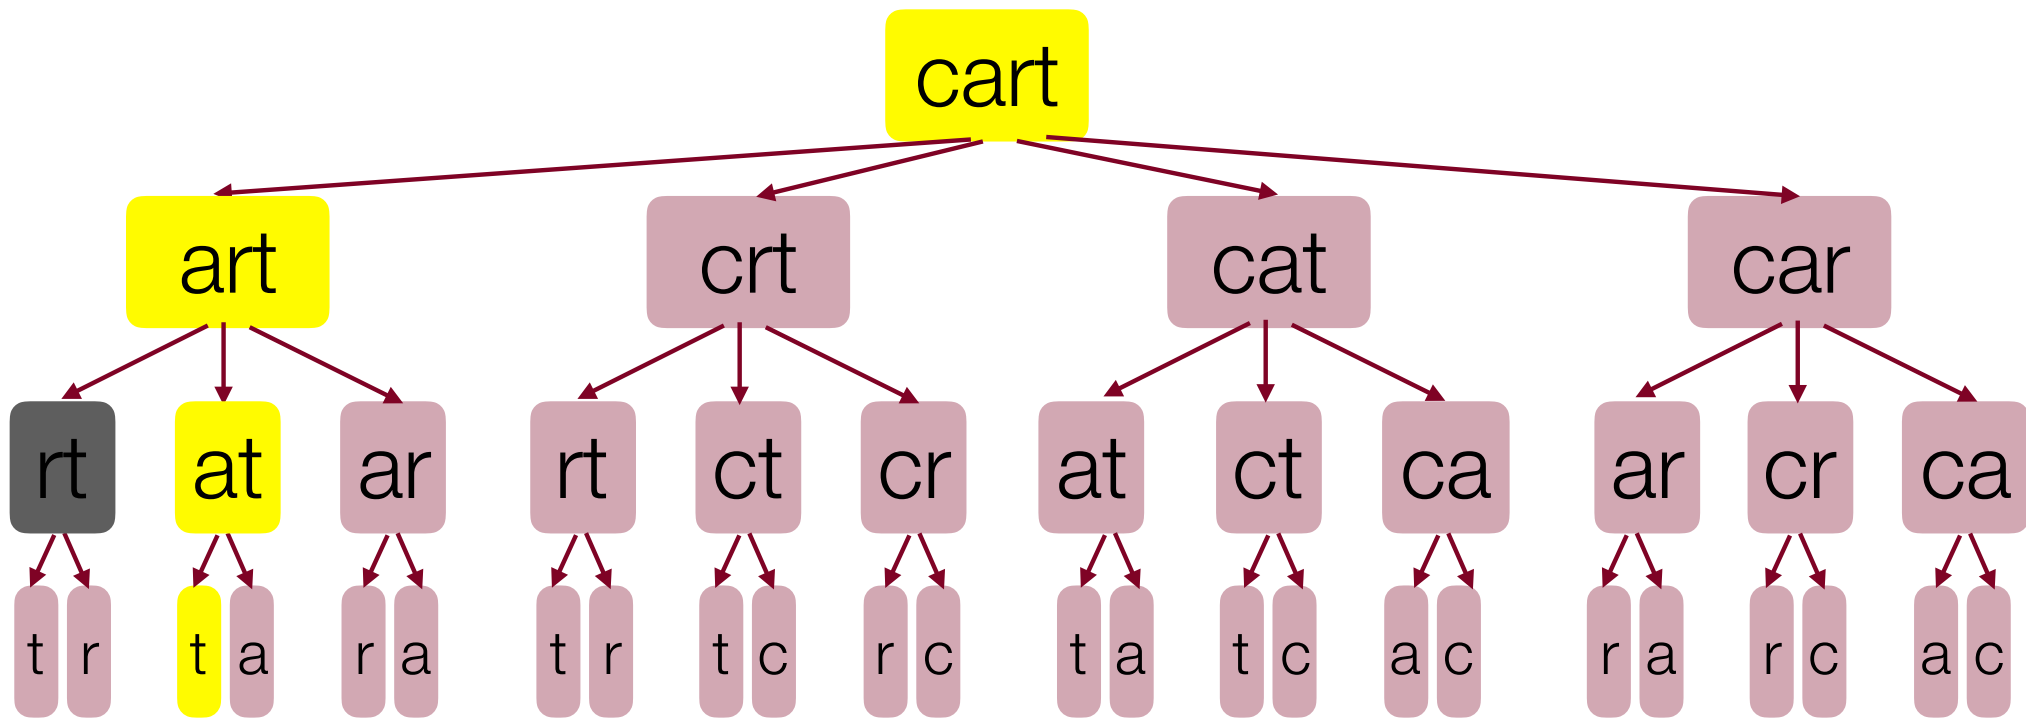 cart
art crt cat car
rt at ar rt ct cr at ct ca ar cr ca
t r t a r a t r t c r c t a t c a c r a r c a c